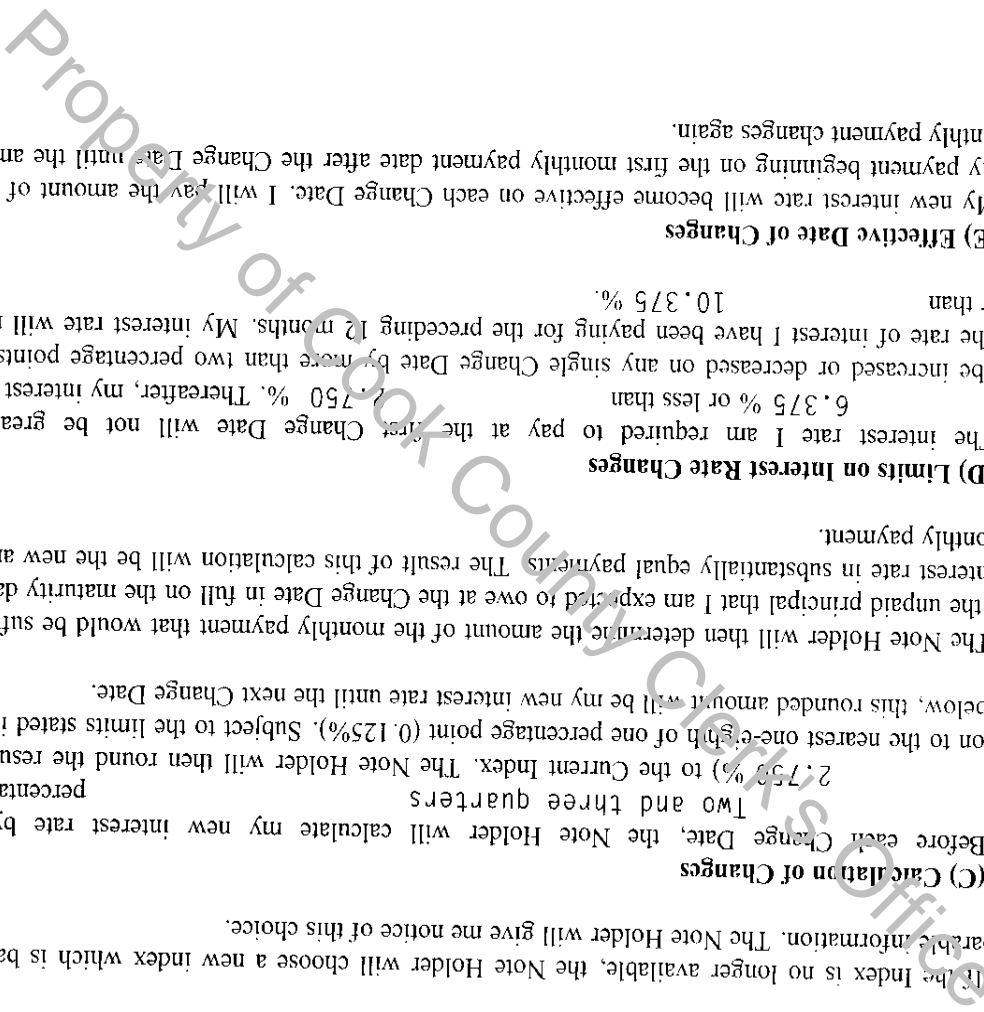 If the Index is no longer available, the Note Holder will choose a new index which is ba
arable information. The Note Holder will give me notice of this choice.
(C) Calculation of Changes
Before each Change Date, the Note Holder will calculate my new interest rate by
Two and three quarters percenta
2.750 %) to the Current Index. The Note Holder will then round the resu
on to the nearest one-eighth of one percentage point (0.125%). Subject to the limits stated i
below, this rounded amount will be my new interest rate until the next Change Date.
The Note Holder will then determine the amount of the monthly payment that would be suf
the unpaid principal that I am expected to owe at the Change Date in full on the maturity da
nterest rate in substantially equal payments. The result of this calculation will be the new a
onthly payment.
D) Limits on Interest Rate Changes
The interest rate I am required to pay at the first Change Date will not be grea
6.375 % or less than 2.750 %. Thereafter, my interest
be increased or decreased on any single Change Date by more than two percentage points
he rate of interest I have been paying for the preceding 12 months. My interest rate will
r than 10.375 %.
E) Effective Date of Changes
My new interest rate will become effective on each Change Date. I will pay the amount of
y payment beginning on the first monthly payment date after the Change Date until the am
nthly payment changes again.
Property of Cook County Clerk's Office